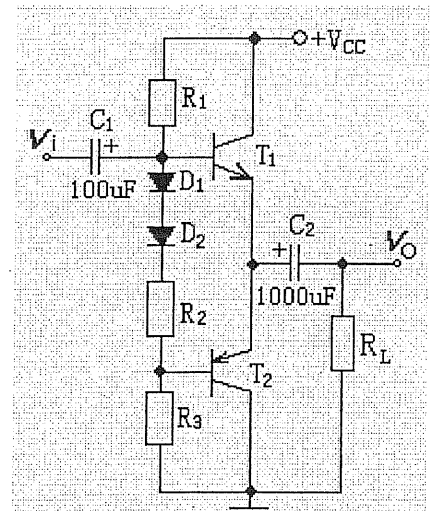 +VCC
R1
C1
Vi
+
T1
100uF
D1
D2
C2
+
VO
1000uF
R2
RL
T2
R3